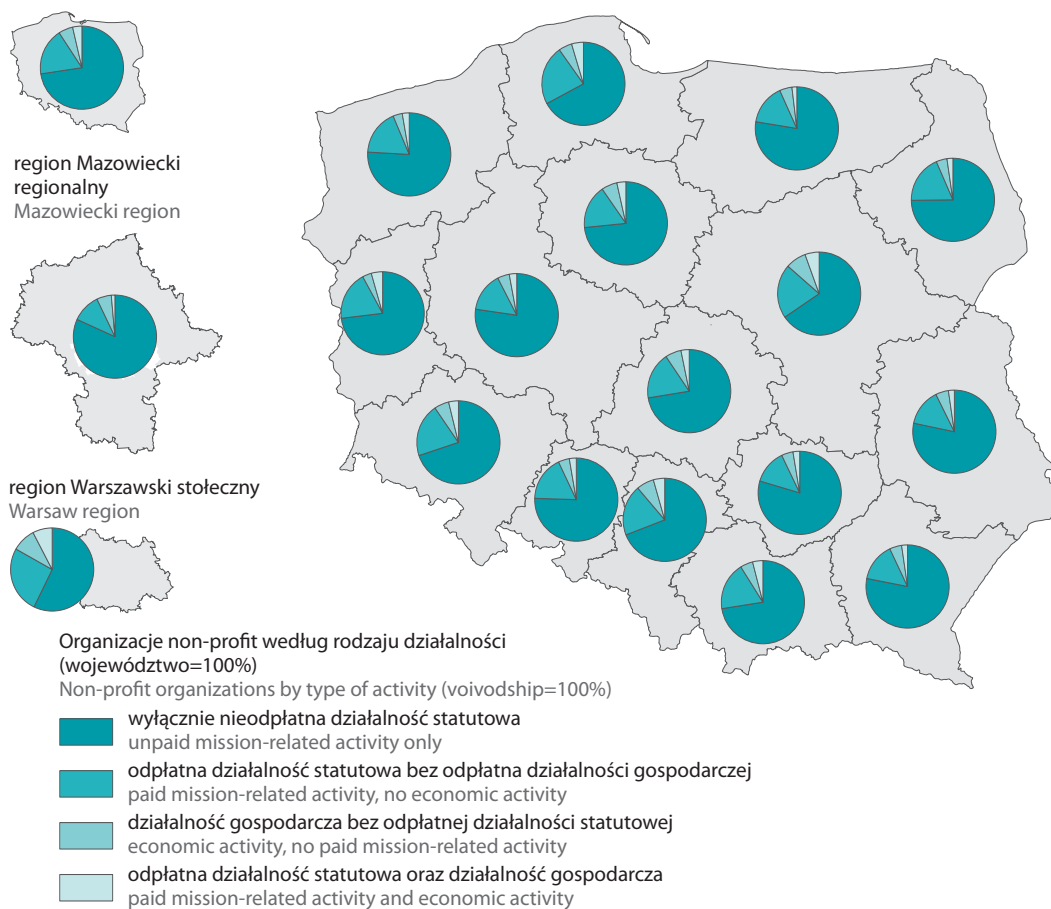 region Mazowiecki
regionalny
Mazowiecki region
region Warszawski stołeczny
Warsaw region
Organizacje non-profit według rodzaju działalności
(województwo=100%)
Non-profit organizations by type of activity (voivodship=100%)
wyłącznie nieodpłatna działalność statutowa
unpaid mission-related activity only
odpłatna działalność statutowa bez odpłatna działalności gospodarczej
paid mission-related activity, no economic activity
działalność gospodarcza bez odpłatnej działalności statutowej
economic activity, no paid mission-related activity
odpłatna działalność statutowa oraz działalność gospodarcza
paid mission-related activity and economic activity